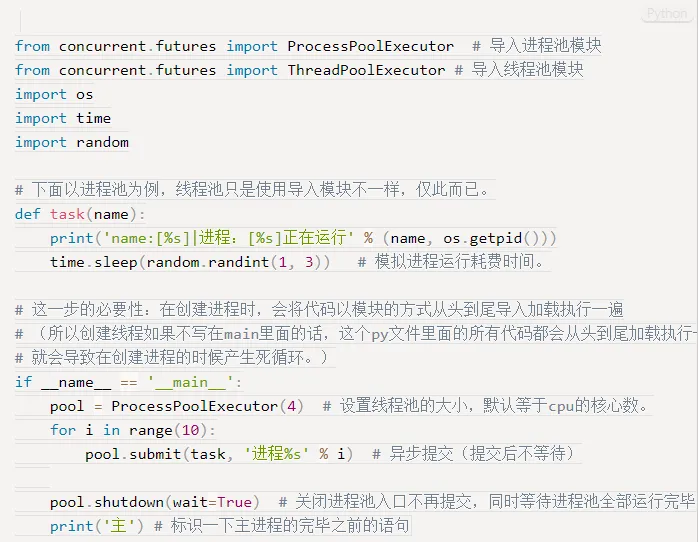 Python
from concurrent.futures import ProcessPoolExecutor  # 导入进程池模块
from concurrent.futures import ThreadPoolExecutor # 导入线程池模块
import os
import time
import random
# 下面以进程池为例，线程池只是使用导入模块不一样，仅此而已。
def task(name):
    print('name:[%s]|进程：[%s]正在运行' % (name, os.getpid()))
    time.sleep(random.randint(1, 3))   # 模拟进程运行耗费时间。
# 这一步的必要性：在创建进程时，会将代码以模块的方式从头到尾导入加载执行一遍
# （所以创建线程如果不写在main里面的话，这个py文件里面的所有代码都会从头到尾加载执行一
# 就会导致在创建进程的时候产生死循环。）
if __name__ == '__main__':
    pool = ProcessPoolExecutor(4)  # 设置线程池的大小，默认等于cpu的核心数。
    for i in range(10):
        pool.submit(task, '进程%s' % i)  # 异步提交（提交后不等待）
    pool.shutdown(wait=True)  # 关闭进程池入口不再提交，同时等待进程池全部运行完毕
    print('主') # 标识一下主进程的完毕之前的语句